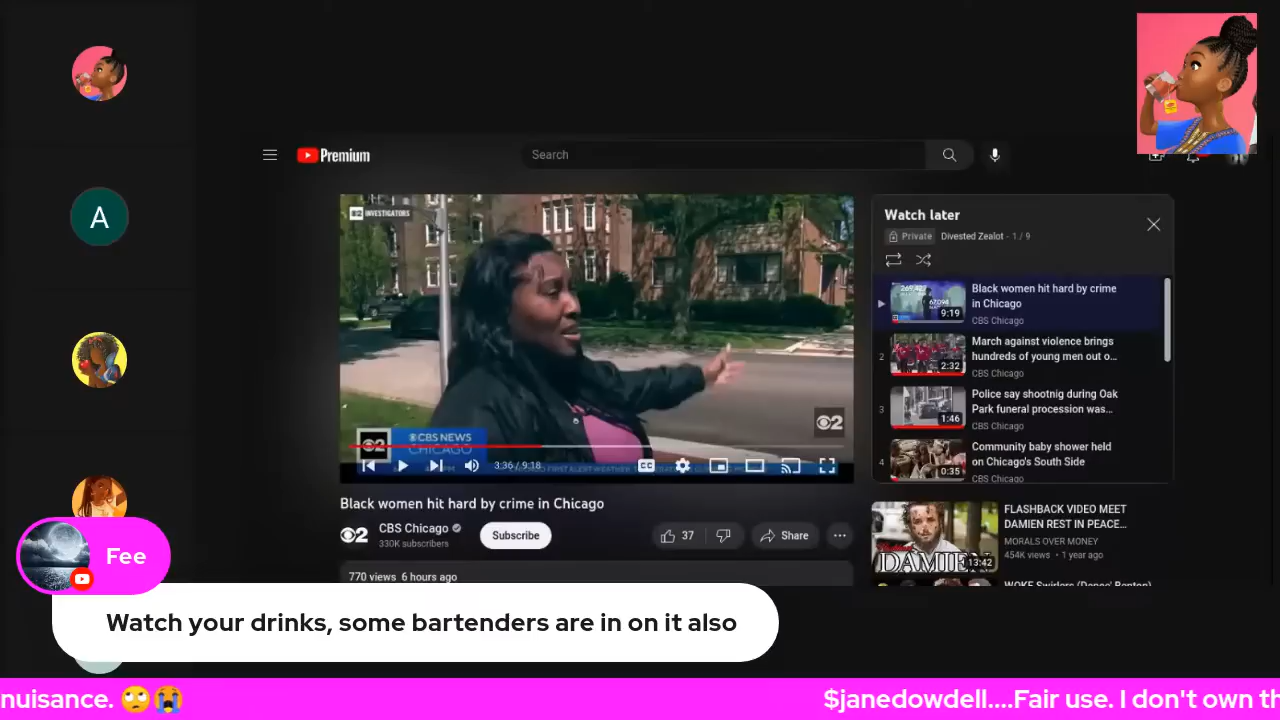 Premium
Search
2 INVESTIGATORS
CBS NEWS
CHICAGO
3:36 / 9:18
CC
Black women hit hard by crime in Chicago
CBS Chicago
330K subscribers
Subscribe
37
Share
770 views 6 hours ago
Watch later
Private
Divested Zealot - 1 / 9
Black women hit hard by crime
in Chicago
CBS Chicago
9:19
2
March against violence brings
hundreds of young men out o...
CBS Chicago
2:32
3
Police say shootnig during Oak
Park funeral procession was...
CBS Chicago
1:46
4
Community baby shower held
on Chicago's South Side
CBS Chicago
0:35
FLASHBACK VIDEO MEET
DAMIEN REST IN PEACE...
MORALS OVER MONEY
454K views • 1 year ago
DAMIEN
13:42
A
Fee
Watch your drinks, some bartenders are in on it also
nuisance. 🙄😭
$janedowdell....Fair use. I don't own th